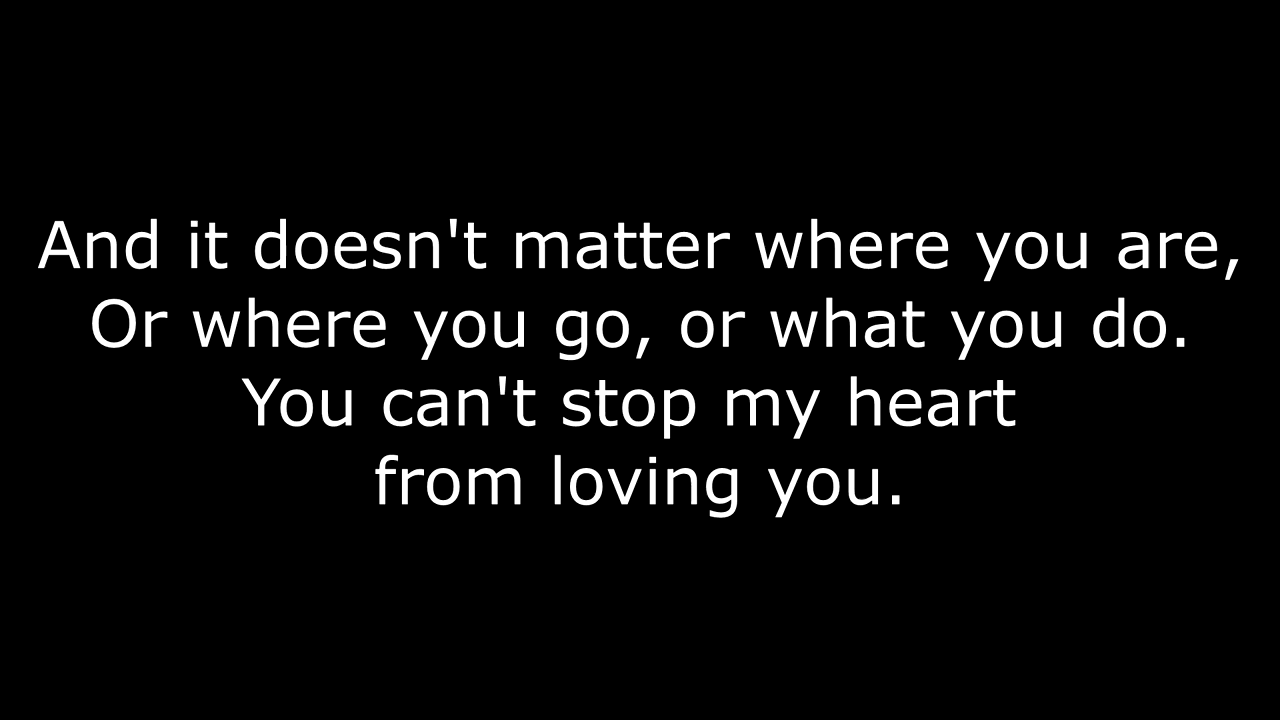 And it doesn't matter where you are,
Or where you go, or what you do.
You can't stop my heart
from loving you.